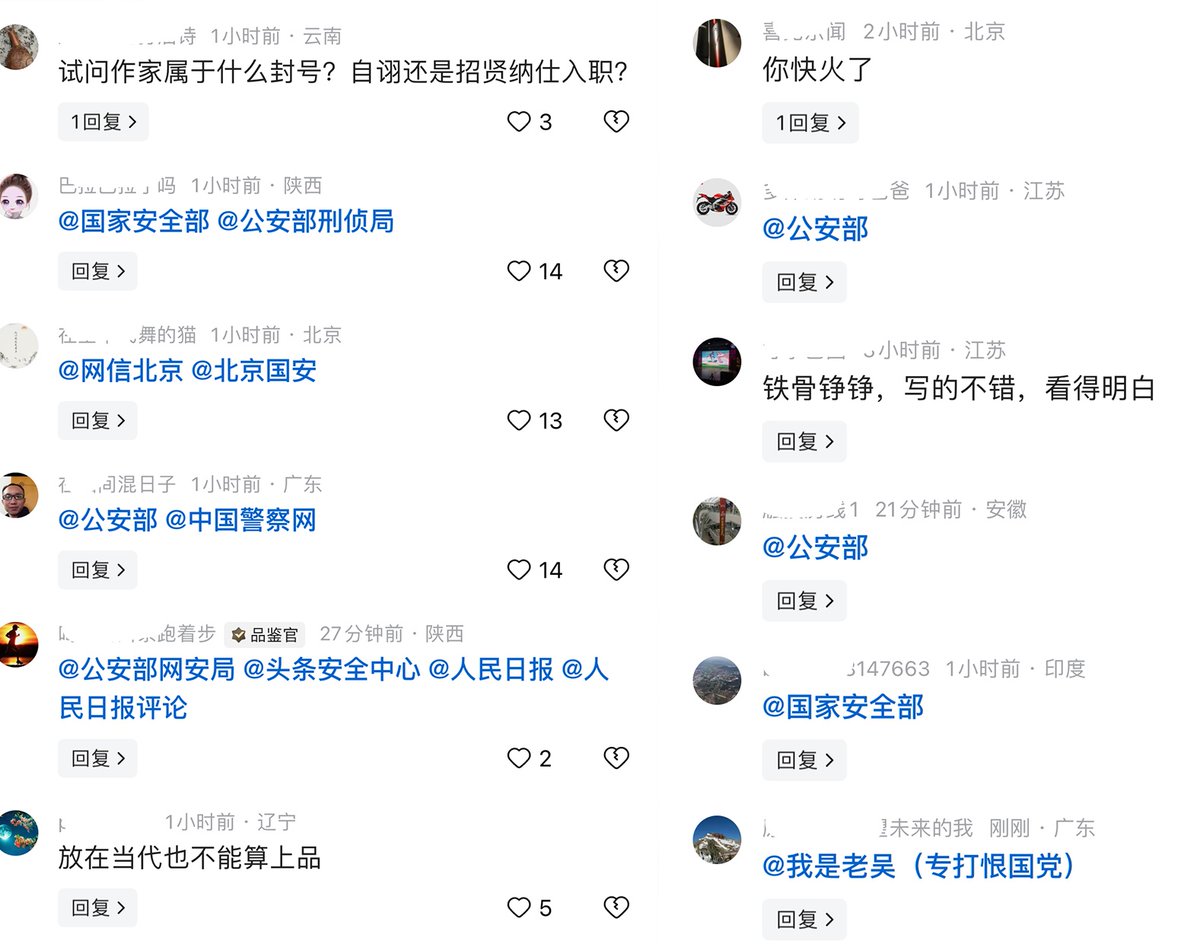 诗 1小时前 · 云南
试问作家属于什么封号？自诩还是招贤纳仕入职？
1回复 >
3
吗 1小时前 · 陕西
@国家安全部 @公安部刑侦局
回复 >
14
舞的猫 1小时前 · 北京
@网信北京 @北京国安
回复 >
13
间混日子 1小时前 · 广东
@公安部 @中国警察网
回复 >
14
跑着步 品鉴官 27分钟前 · 陕西
@公安部网安局 @头条安全中心 @人民日报 @人
民日报评论
回复 >
2
1小时前 · 辽宁
放在当代也不能算上品
回复 >
5
闻 2小时前 · 北京
你快火了
1回复 >
爸 1小时前 · 江苏
@公安部
回复 >
小时前 · 江苏
铁骨铮铮，写的不错，看得明白
回复 >
线1 21分钟前 · 安徽
@公安部
回复 >
3147663 1小时前 · 印度
@国家安全部
回复 >
未来的我 刚刚 · 广东
@我是老吴（专打恨国党）
回复 >